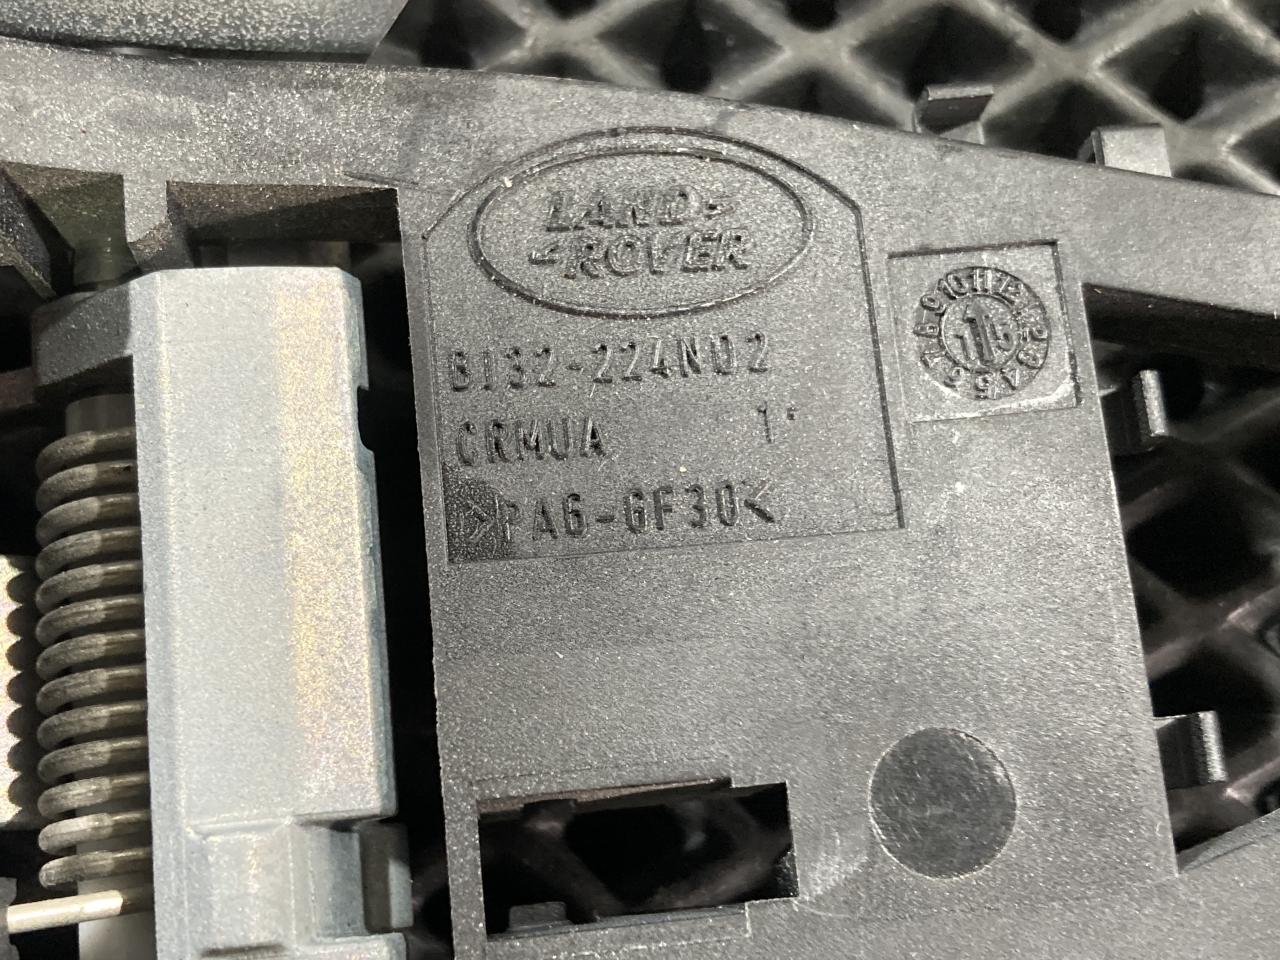 LAND-
-ROVER
BJ32-224N02
CRMUA 1
>PA6-GF30<